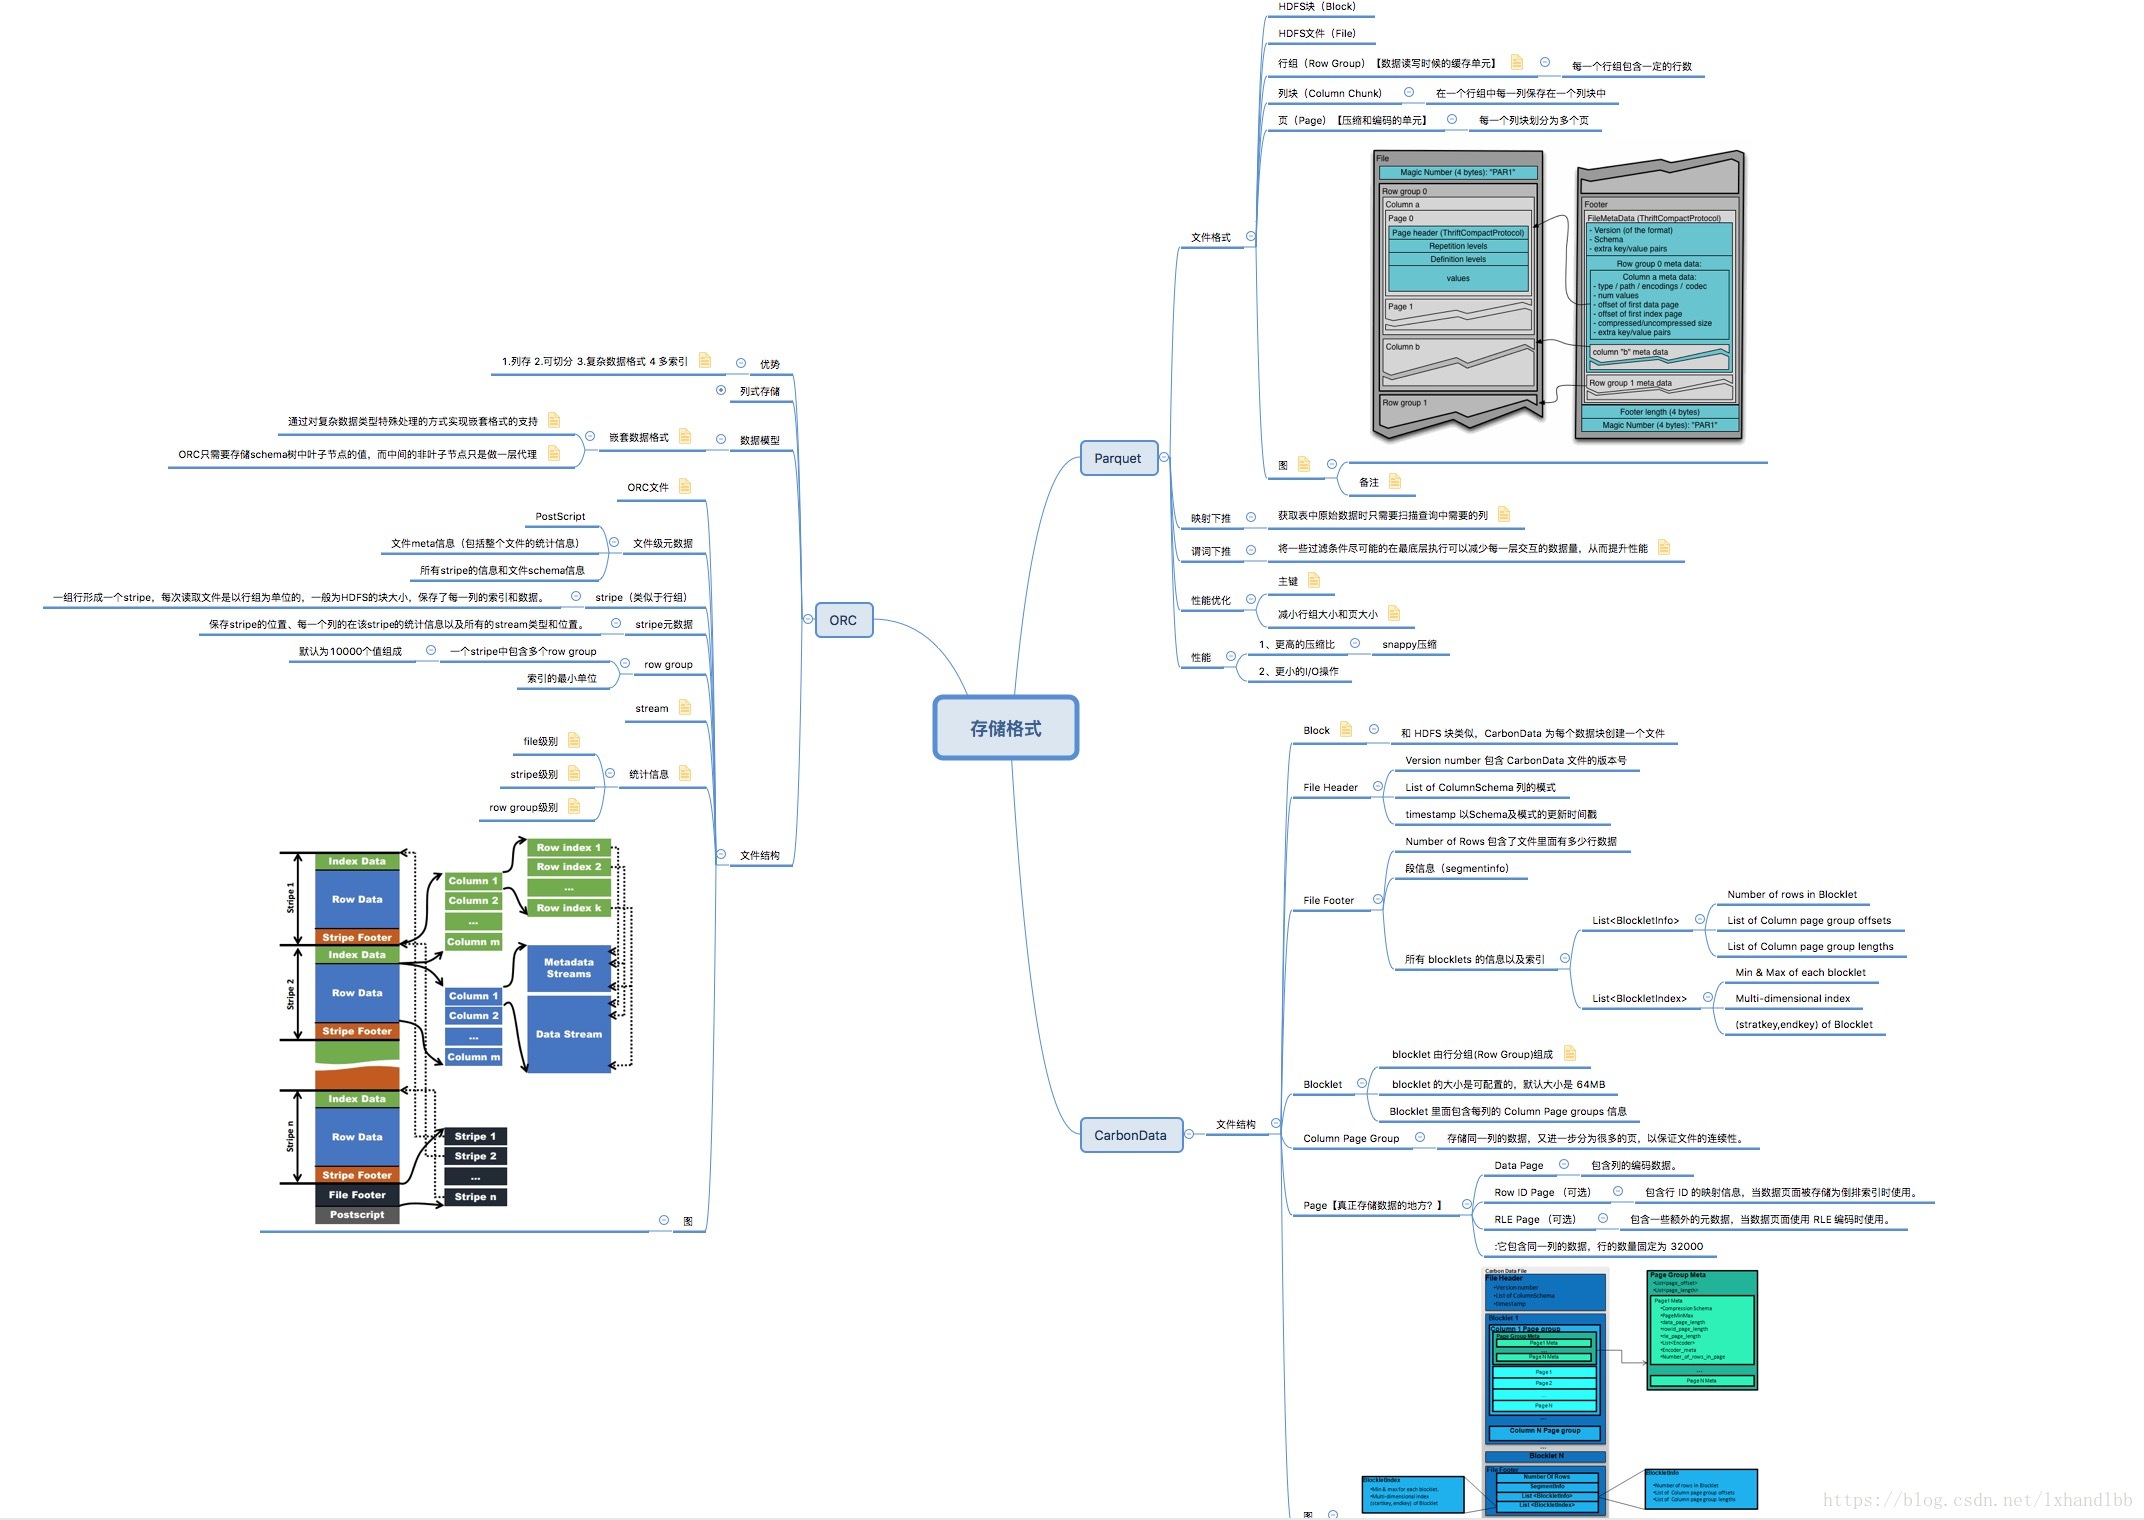 存储格式
Parquet
文件格式
HDFS块（Block）
HDFS文件（File）
行组（Row Group）【数据读写时候的缓存单元】
每一个行组包含一定的行数
列块（Column Chunk）
在一个行组中每一列保存在一个列块中
页（Page）【压缩和编码的单元】
每一个列块划分为多个页
File
Magic Number (4 bytes): "PAR1"
Row group 0
Column a
Page 0
Page header (ThriftCompactProtocol)
Repetition levels
Definition levels
values
Page 1
Column b
Row group 1
Footer
FileMetaData (ThriftCompactProtocol)
- Version (of the format)
- Schema
- extra key/value pairs
Row group 0 meta data:
Column a meta data:
- type / path / encodings / codec
- num values
- offset of first data page
- offset of first index page
- compressed/uncompressed size
- extra key/value pairs
column "b" meta data
Row group 1 meta data
Footer length (4 bytes)
Magic Number (4 bytes): "PAR1"
图
备注
映射下推
获取表中原始数据时只需要扫描查询中需要的列
谓词下推
将一些过滤条件尽可能的在最底层执行可以减少每一层交互的数据量，从而提升性能
性能优化
主键
减小行组大小和页大小
性能
1、更高的压缩比
snappy压缩
2、更小的I/O操作
ORC
优势
1.列存 2.可切分 3.复杂数据格式 4 多索引
列式存储
数据模型
嵌套数据格式
通过对复杂数据类型特殊处理的方式实现嵌套格式的支持
ORC只需要存储schema树中叶子节点的值，而中间的非叶子节点只是做一层代理
文件结构
ORC文件
文件级元数据
PostScript
文件meta信息（包括整个文件的统计信息）
所有stripe的信息和文件schema信息
stripe（类似于行组）
一组行形成一个stripe，每次读取文件是以行组为单位的，一般为HDFS的块大小，保存了每一列的索引和数据。
stripe元数据
保存stripe的位置、每一个列的在该stripe的统计信息以及所有的stream类型和位置。
row group
一个stripe中包含多个row group
默认为10000个值组成
索引的最小单位
stream
统计信息
file级别
stripe级别
row group级别
图
Stripe 1
Index Data
Row Data
Stripe Footer
Stripe 2
Index Data
Row Data
Stripe Footer
Stripe n
Index Data
Row Data
Stripe Footer
File Footer
Postscript
Column 1
Column 2
...
Column m
Row index 1
Row index 2
...
Row index k
Column 1
Column 2
...
Column m
Metadata
Streams
Data Stream
Stripe 1
Stripe 2
...
Stripe n
CarbonData
文件结构
Block
和 HDFS 块类似，CarbonData 为每个数据块创建一个文件
File Header
Version number 包含 CarbonData 文件的版本号
List of ColumnSchema 列的模式
timestamp 以Schema及模式的更新时间戳
File Footer
Number of Rows 包含了文件里面有多少行数据
段信息（segmentinfo）
所有 blocklets 的信息以及索引
List<BlockletInfo>
Number of rows in Blocklet
List of Column page group offsets
List of Column page group lengths
List<BlockletIndex>
Min & Max of each blocklet
Multi-dimensional index
(stratkey,endkey) of Blocklet
Blocklet
blocklet 由行分组(Row Group)组成
blocklet 的大小是可配置的，默认大小是 64MB
Blocklet 里面包含每列的 Column Page groups 信息
Column Page Group
存储同一列的数据，又进一步分为很多的页，以保证文件的连续性。
Page【真正存储数据的地方？】
Data Page
包含列的编码数据。
Row ID Page （可选）
包含行 ID 的映射信息，当数据页面被存储为倒排索引时使用。
RLE Page （可选）
包含一些额外的元数据，当数据页面使用 RLE 编码时使用。
:它包含同一列的数据，行的数量固定为 32000
图
Carbon Data File
File Header
•Version number
•List of ColumnSchema
•timestamp
Blocklet 1
Column 1 Page group
Page Group Meta
Page1 Meta
...
Page N Meta
Page 1
Page 2
...
Page N
...
Column N Page group
...
Blocklet N
File Footer
Number Of Rows
SegmentInfo
List <BlockletInfo>
List <BlockletIndex>
Page Group Meta
•List<page_offset>
•List<page_length>
Page1 Meta
•Compression Schema
•PageMinMax
•data_page_length
•rowid_page_length
•rle_page_length
•List<Encoder>
•Encoder_meta
•Number_of_rows_in_page
...
Page N Meta
BlockletIndex
•Min & max for each blocklet.
•Multi-dimensional index
(startkey, endkey) of Blocklet
BlockletInfo
•Number of rows in Blocklet
•List of Column page group offsets
•List of Column page group lengths
https://blog.csdn.net/lxhandlbb